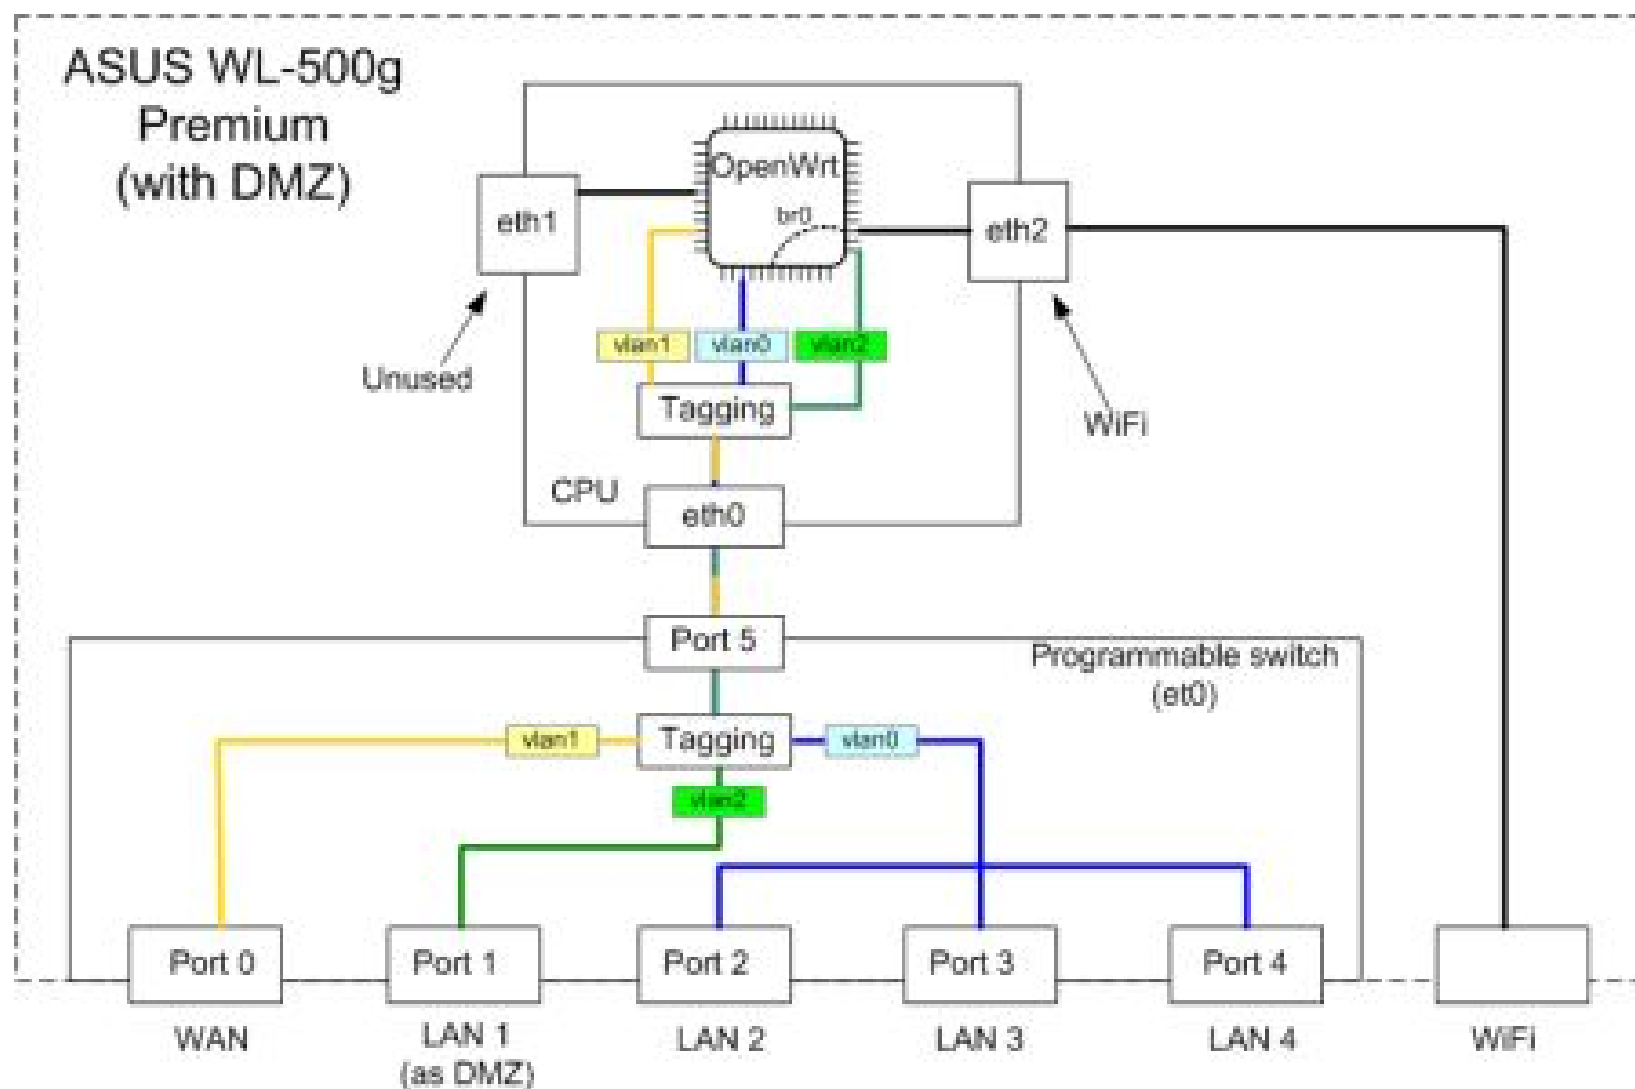 ASUS WL-500g
Premium
(with DMZ)
OpenWrt
br0
eth1
eth2
vlan1
vlan0
vlan2
Unused
Tagging
WiFi
CPU
eth0
Port 5
Programmable switch
(et0)
vlan1
Tagging
vlan0
vlan2
Port 0
Port 1
Port 2
Port 3
Port 4
WAN
LAN 1
(as DMZ)
LAN 2
LAN 3
LAN 4
WiFi